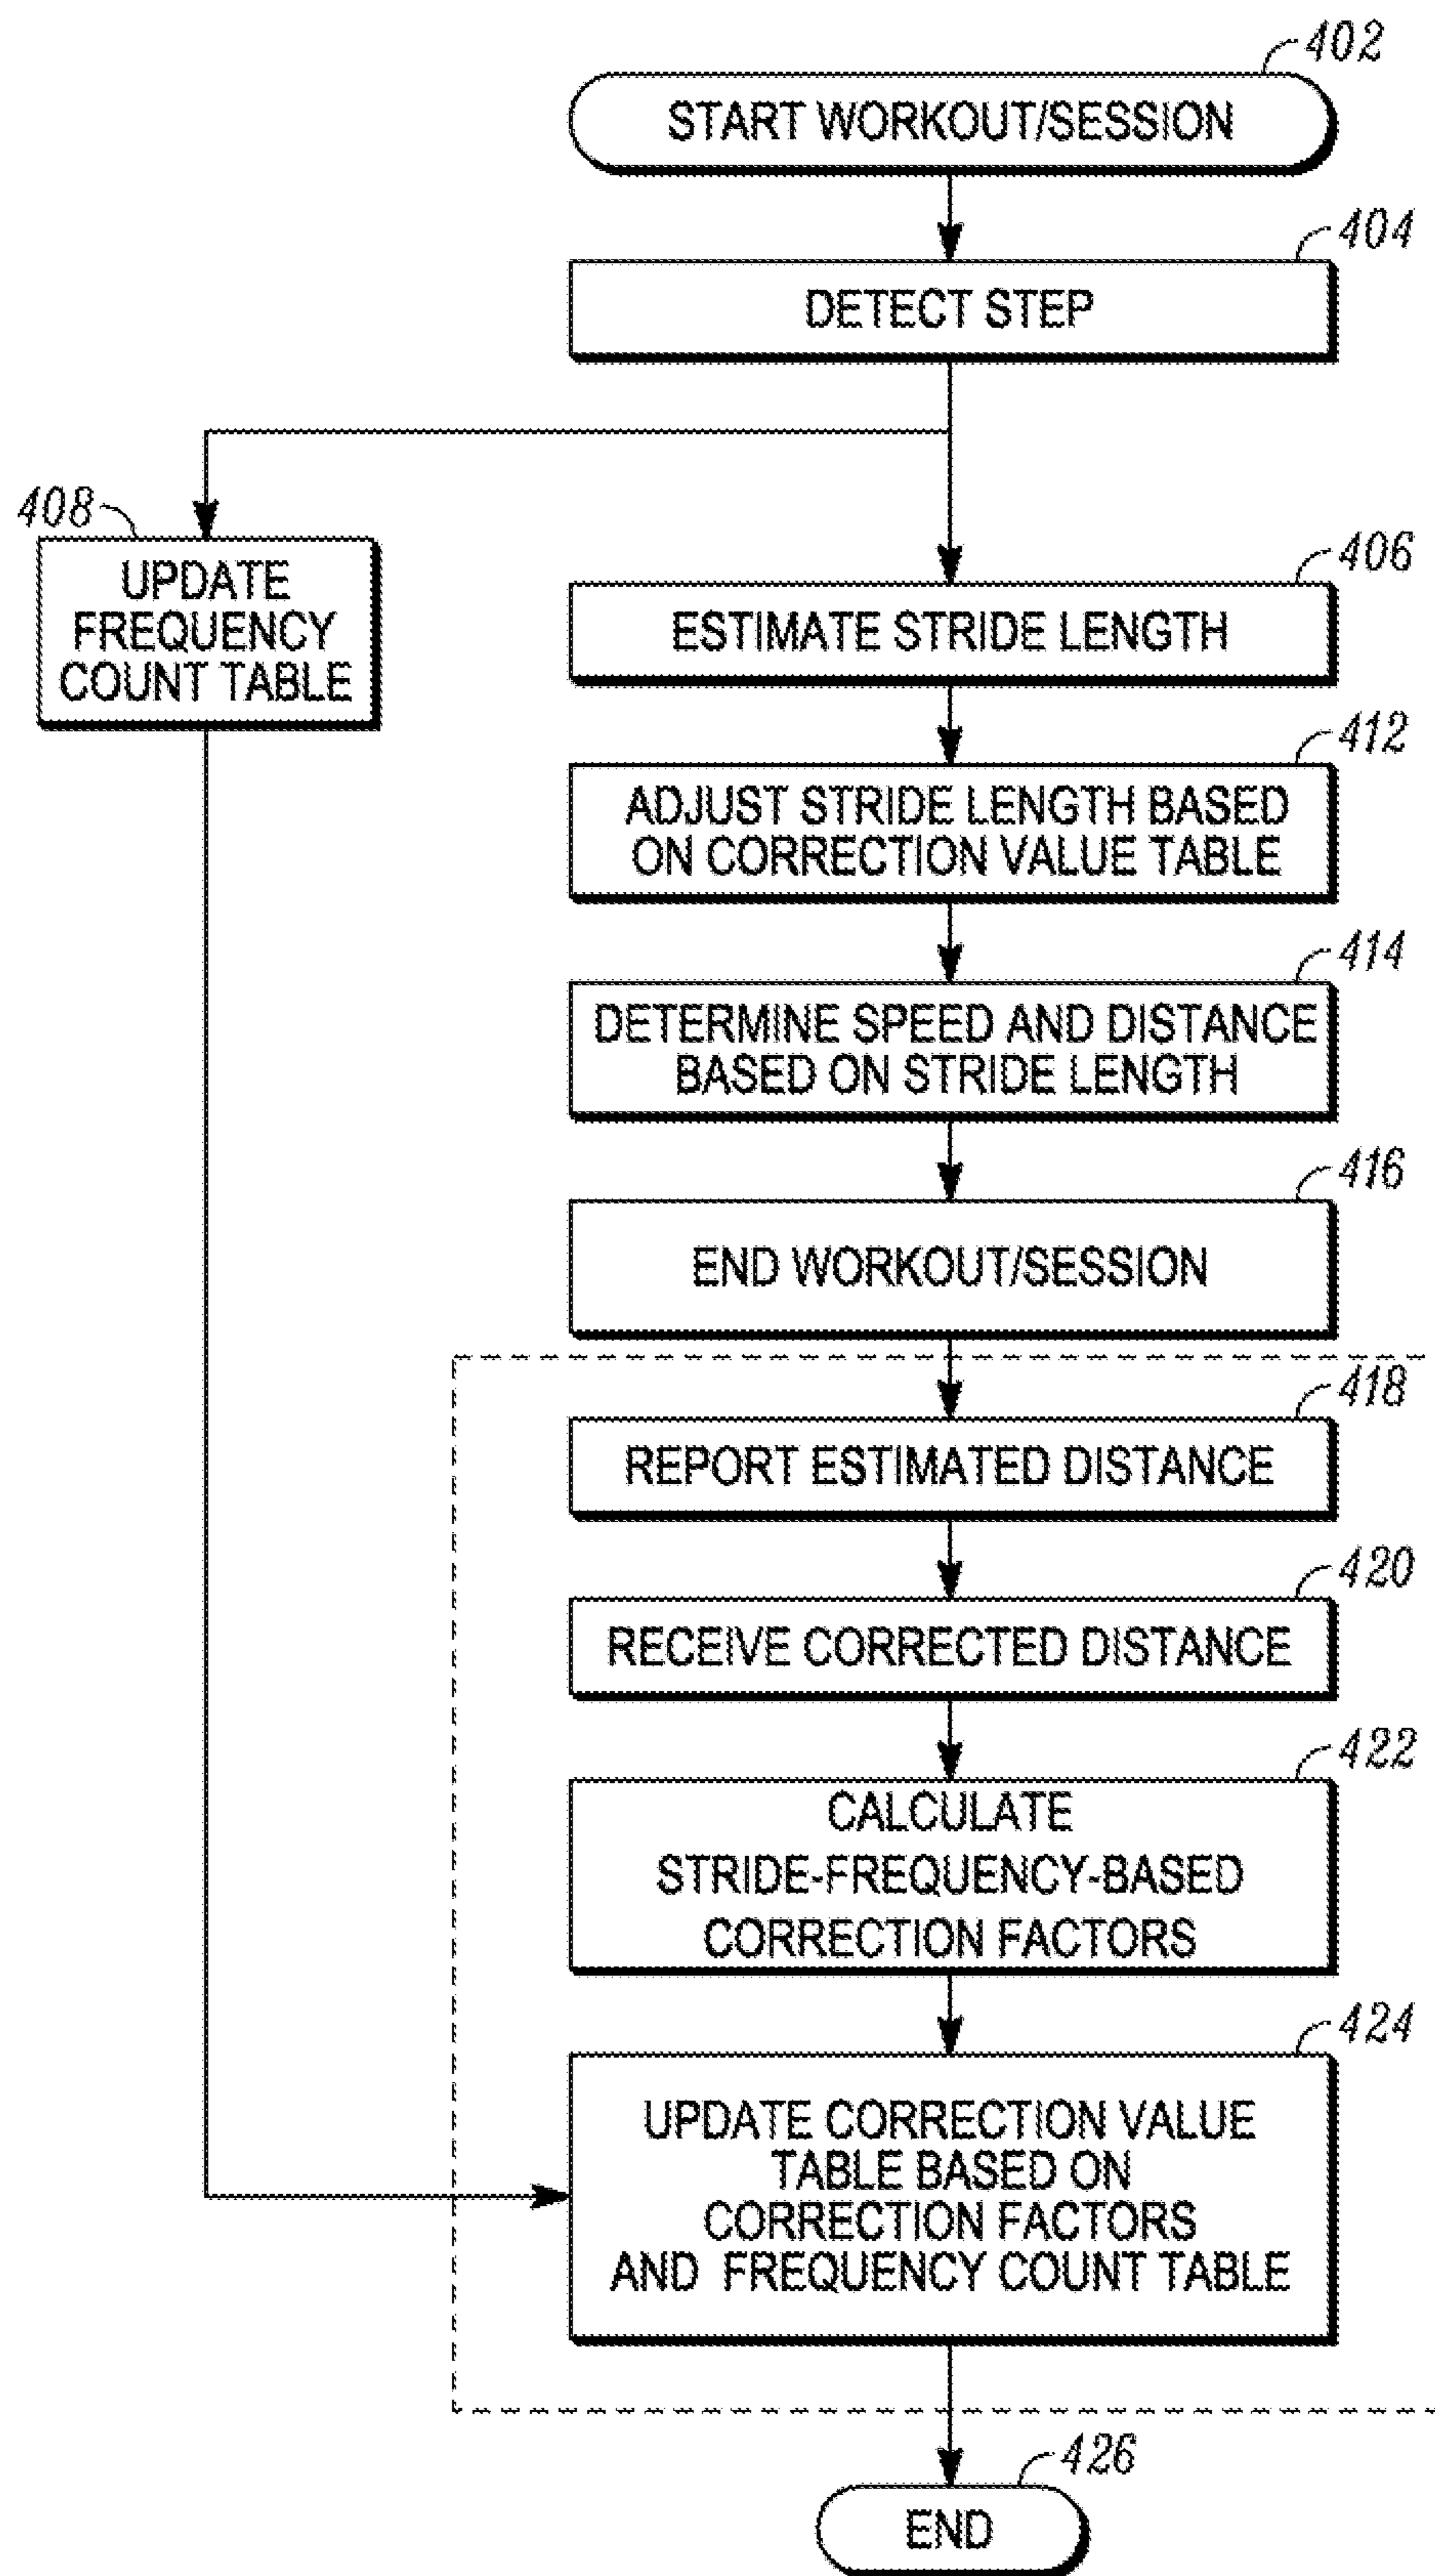 402
START WORKOUT/SESSION
404
DETECT STEP
408
UPDATE
FREQUENCY
COUNT TABLE
406
ESTIMATE STRIDE LENGTH
412
ADJUST STRIDE LENGTH BASED
ON CORRECTION VALUE TABLE
414
DETERMINE SPEED AND DISTANCE
BASED ON STRIDE LENGTH
416
END WORKOUT/SESSION
418
REPORT ESTIMATED DISTANCE
420
RECEIVE CORRECTED DISTANCE
422
CALCULATE
STRIDE-FREQUENCY-BASED
CORRECTION FACTORS
424
UPDATE CORRECTION VALUE
TABLE BASED ON
CORRECTION FACTORS
AND FREQUENCY COUNT TABLE
426
END